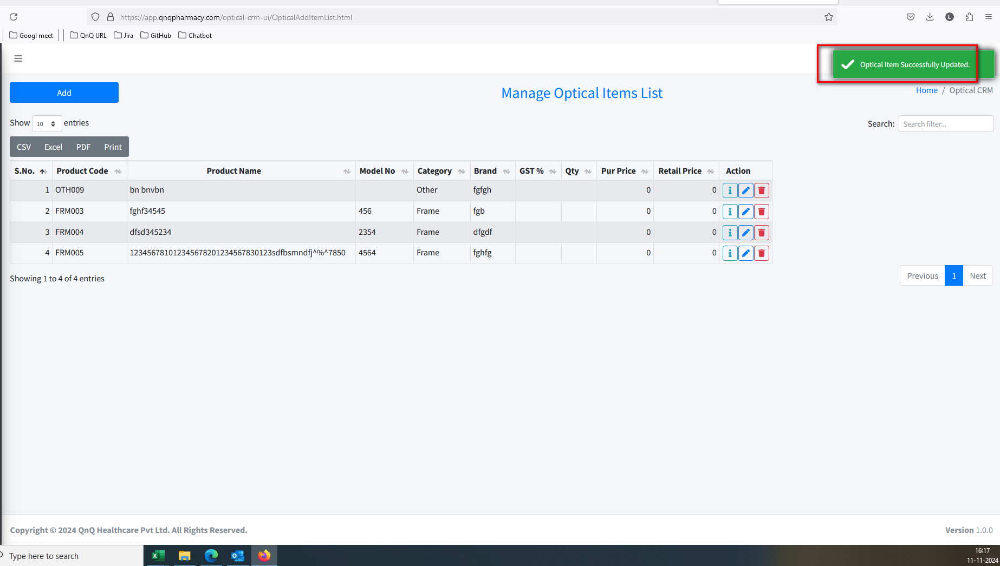 https://app.qnqpharmacy.com/optical-crm-ui/OpticalAddItemList.html
L
Googl meet QnQ URL Jira GitHub Chatbot
Optical Item Successfully Updated.
Add
Manage Optical Items List
Home / Optical CRM
Show 10 entries
Search: Search filter...
CSV Excel PDF Print
S.No. Product Code Product Name Model No Category Brand GST % Qty Pur Price Retail Price Action
1 OTH009 bn bnvbn Other fgfgh 0 0
2 FRM003 fghf34545 456 Frame fgb 0 0
3 FRM004 dfsd345234 2354 Frame dfgdf 0 0
4 FRM005 123456781012345678201234567830123sdfbsmndfj^%^7850 4564 Frame fghfg 0 0
Showing 1 to 4 of 4 entries
Previous 1 Next
Copyright © 2024 QnQ Healthcare Pvt Ltd. All Rights Reserved.
Version 1.0.0
Type here to search
16:17
11-11-2024